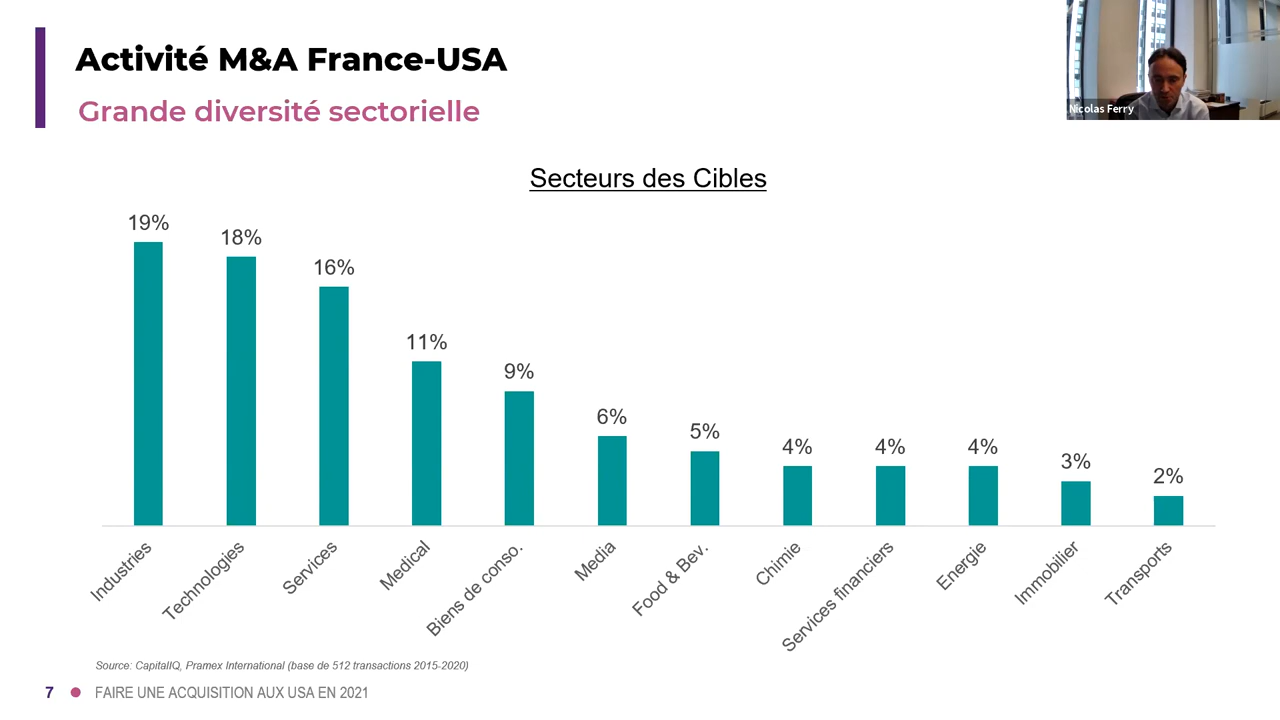 Activité M&A France-USA
Grande diversité sectorielle
Nicolas Ferry
Secteurs des Cibles
19%
18%
16%
11%
9%
6%
5%
4%
4%
4%
3%
2%
Industries
Technologies
Services
Medical
Biens de conso.
Media
Food & Bev.
Chimie
Services financiers
Energie
Immobilier
Transports
Source: CapitalIQ, Pramex International (base de 512 transactions 2015-2020)
7 ● FAIRE UNE ACQUISITION AUX USA EN 2021